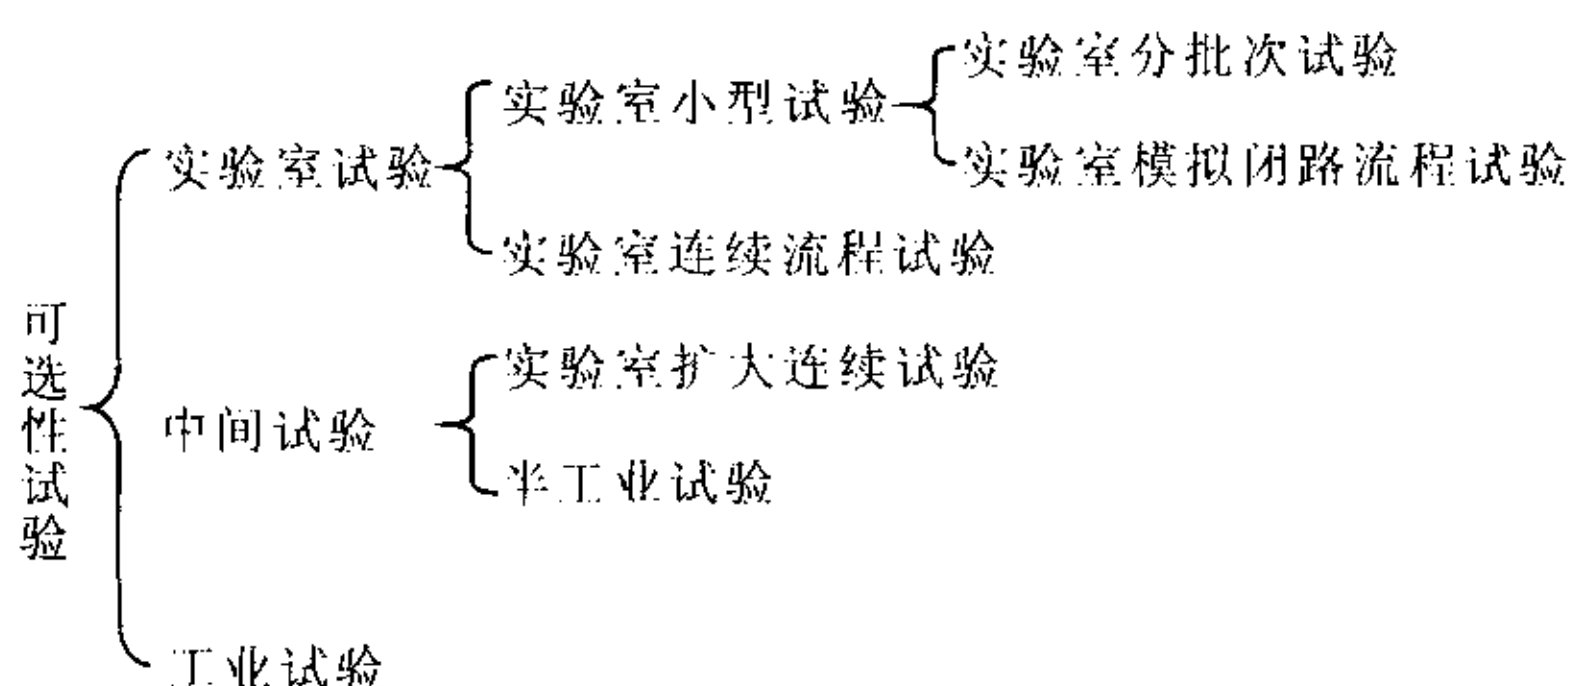 可选性试验
实验室试验
实验室小型试验
实验室分批次试验
实验室模拟闭路流程试验
实验室连续流程试验
中间试验
实验室扩大连续试验
半工业试验
工业试验